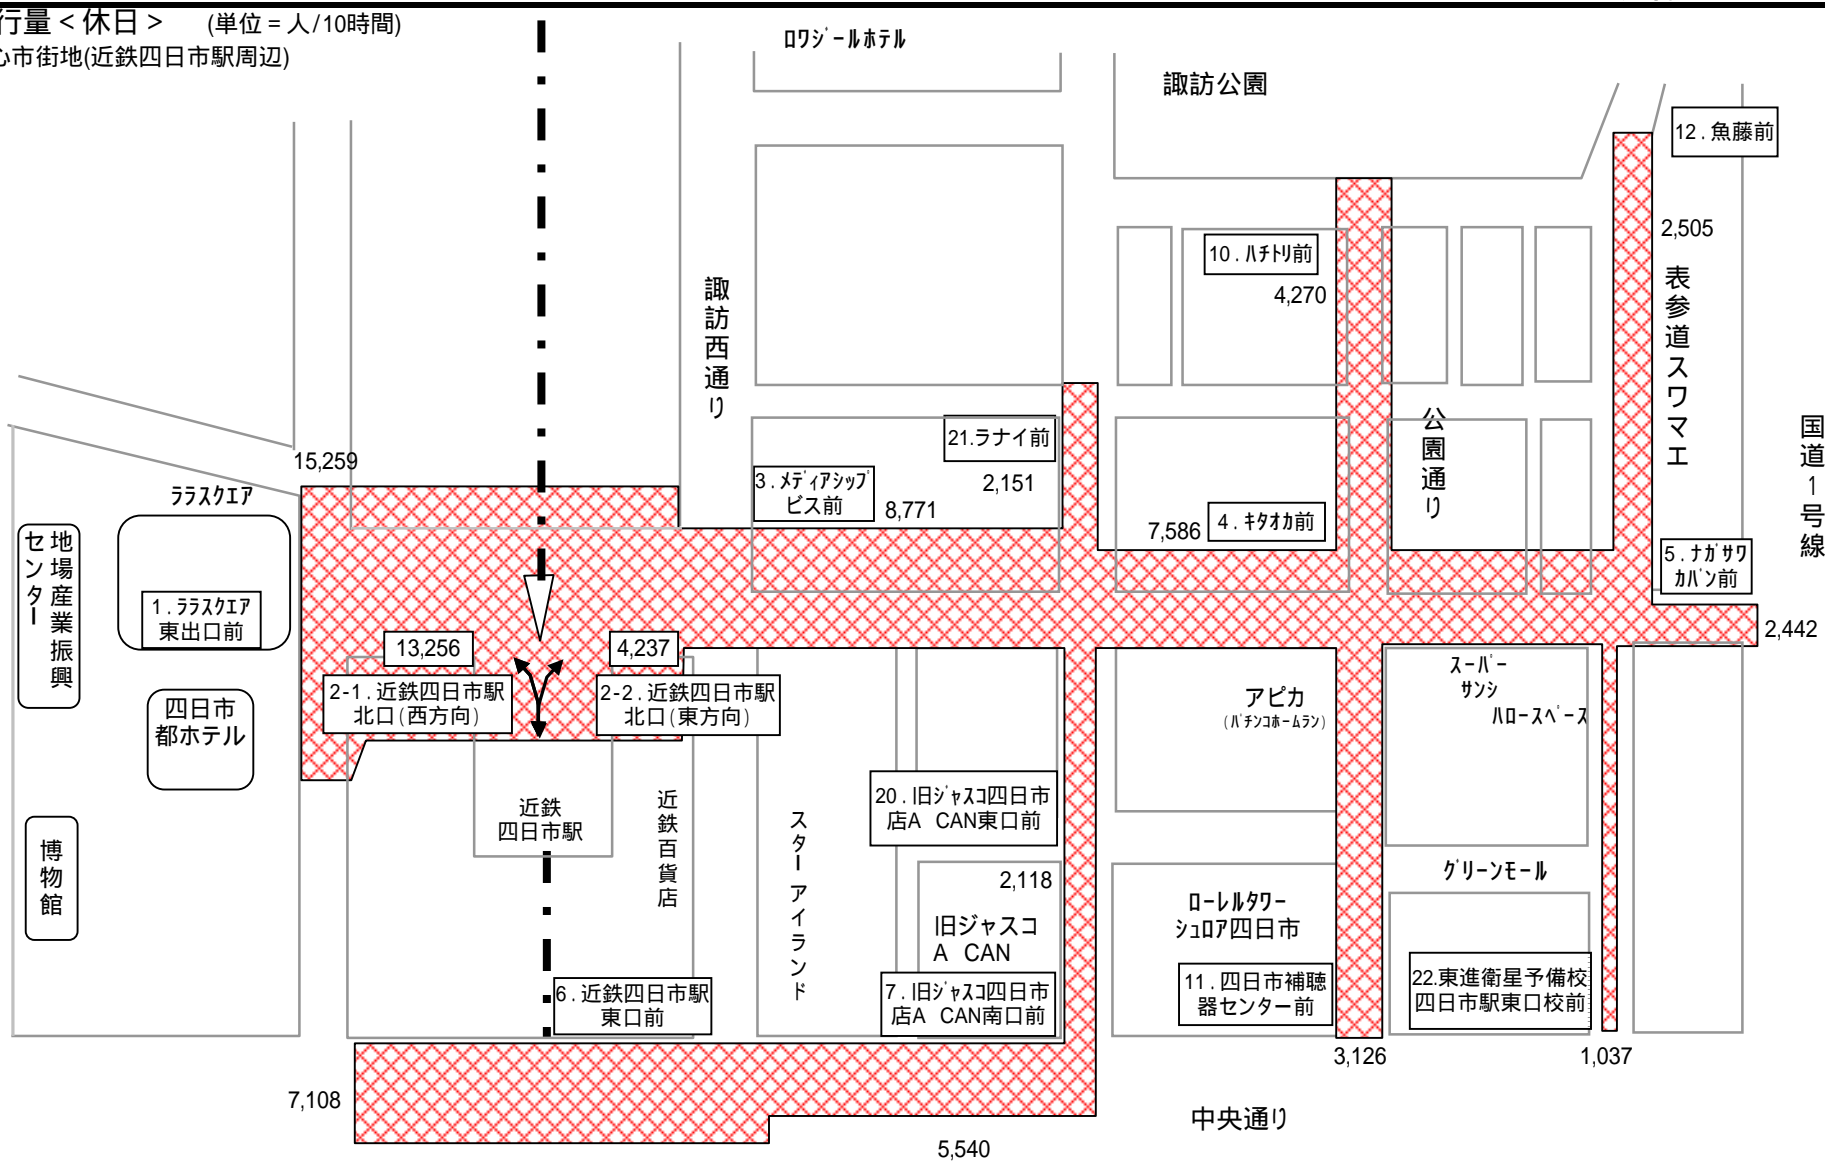 行量＜休日＞ (単位=人/10時間)
市街地(近鉄四日市駅周辺)
ﾛﾜｼﾞｰﾙホテル
諏訪公園
12.魚藤前
2,505
表参道スワマエ
10.ﾊﾁﾄﾘ前
4,270
諏訪西通り
公園通り
国道1号線
21.ラナイ前
2,151
3.ﾒﾃﾞｨｱｼｯﾌﾟ
ビス前
8,771
7,586
4.ｷﾀｵｶ前
5.ﾅｶﾞｻﾜ
ｶﾊﾞﾝ前
2,442
15,259
ﾗﾗｽｸｴｱ
地場産業振興
センター
1.ﾗﾗｽｸｴｱ
東出口前
13,256
4,237
2-1.近鉄四日市駅
北口(西方向)
2-2.近鉄四日市駅
北口(東方向)
四日市
都ホテル
博物館
近鉄
四日市駅
近鉄百貨店
スターアイランド
20.旧ｼﾞｬｽｺ四日市
店A CAN東口前
2,118
旧ジャスコ
A CAN
7.旧ｼﾞｬｽｺ四日市
店A CAN南口前
6.近鉄四日市駅
東口前
アピカ
(ﾊﾟﾁﾝｺホームラン)
ｽｰﾊﾟｰ
ｻﾝｼ
ﾊﾛｰｽﾍﾟｰｽ
ﾛｰﾚﾙﾀﾜｰ
ｼｭﾛｱ四日市
ｸﾞﾘｰﾝモール
11.四日市補聴
器センター前
22.東進衛星予備校
四日市駅東口校前
3,126
1,037
7,108
5,540
中央通り